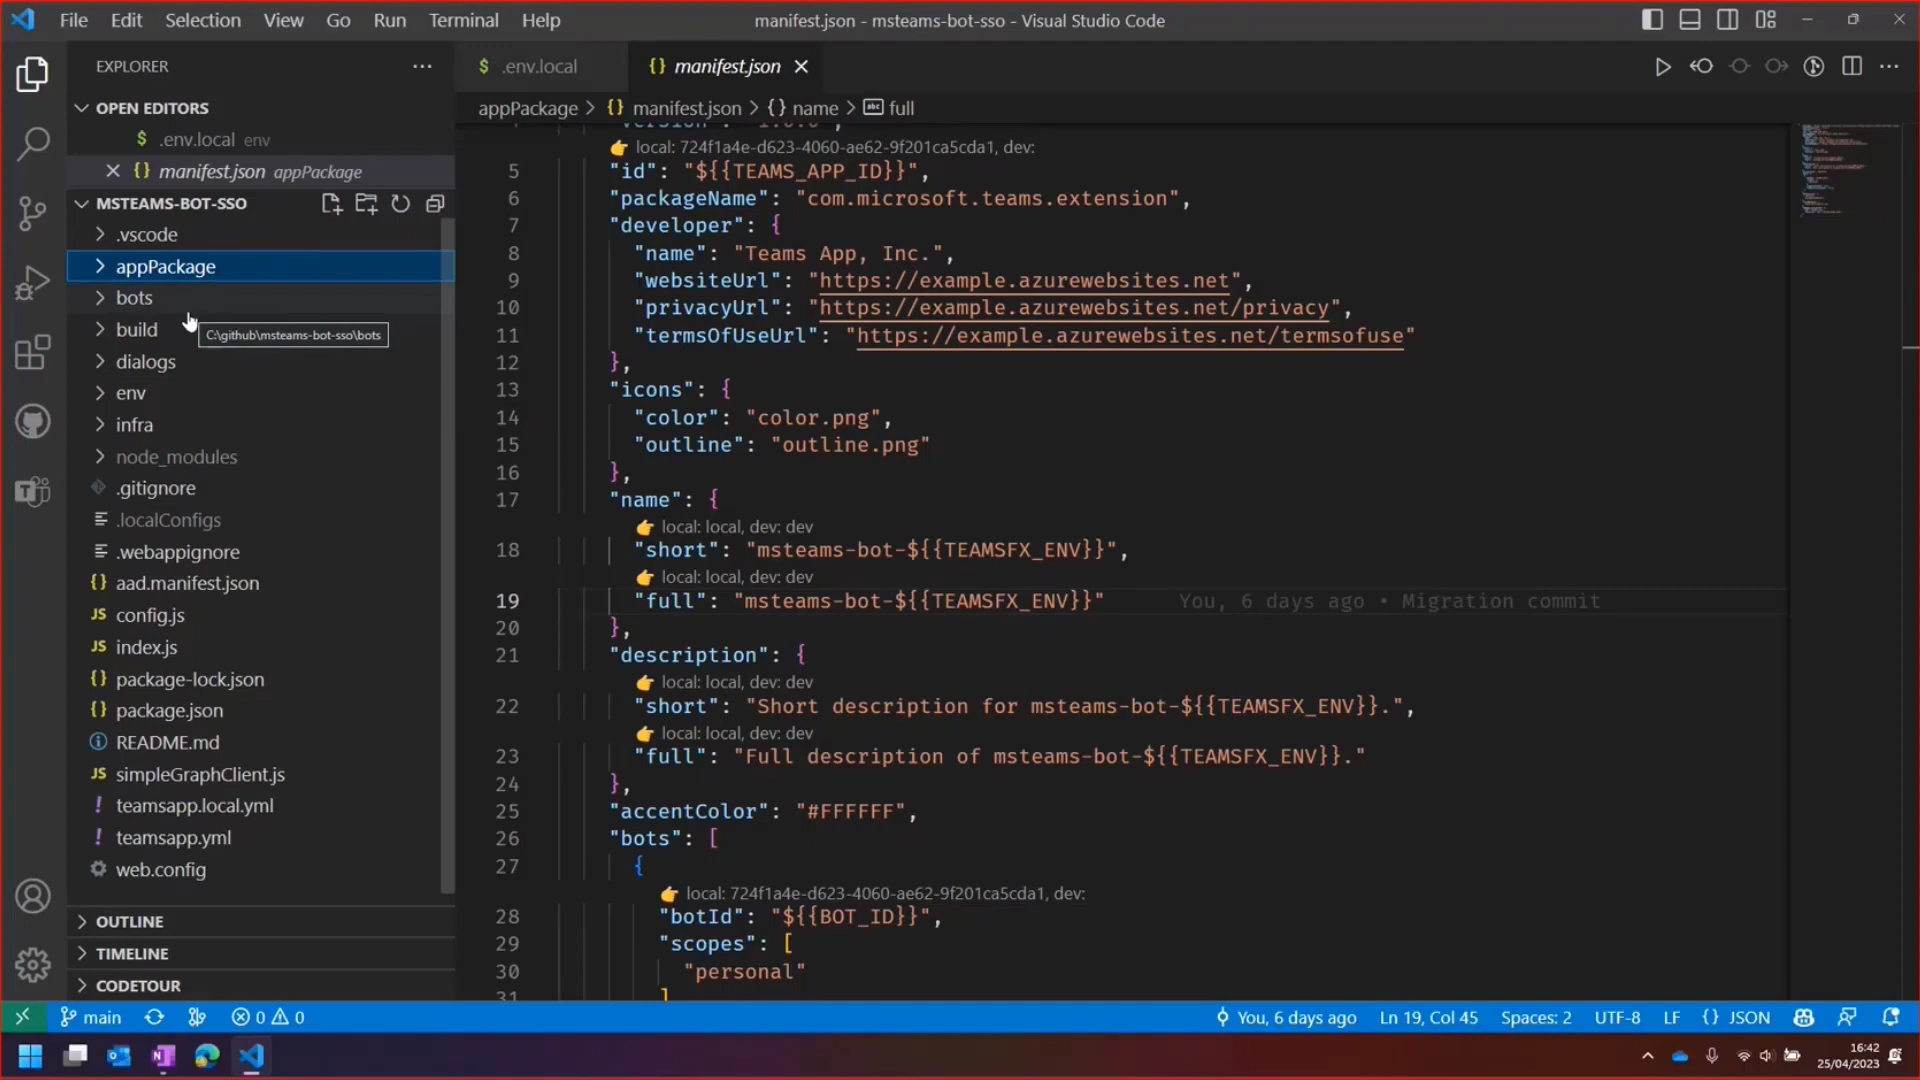 File Edit Selection View Go Run Terminal Help
manifest.json - msteams-bot-sso - Visual Studio Code
EXPLORER
OPEN EDITORS
$ .env.local env
{} manifest.json appPackage
MSTEAMS-BOT-SSO
.vscode
appPackage
bots
build
C:\github\msteams-bot-sso\bots
dialogs
env
infra
node_modules
.gitignore
.localConfigs
.webappignore
{} aad.manifest.json
JS config.js
JS index.js
{} package-lock.json
{} package.json
README.md
JS simpleGraphClient.js
! teamsapp.local.yml
! teamsapp.yml
web.config
OUTLINE
TIMELINE
CODETOUR
$ .env.local
{} manifest.json
appPackage > {} manifest.json > {} name > abc full
local: 724f1a4e-d623-4060-ae62-9f201ca5cda1, dev:
5 "id": "${{TEAMS_APP_ID}}",
6 "packageName": "com.microsoft.teams.extension",
7 "developer": {
8 "name": "Teams App, Inc.",
9 "websiteUrl": "https://example.azurewebsites.net",
10 "privacyUrl": "https://example.azurewebsites.net/privacy",
11 "termsOfUseUrl": "https://example.azurewebsites.net/termsofuse"
12 },
13 "icons": {
14 "color": "color.png",
15 "outline": "outline.png"
16 },
17 "name": {
👉 local: local, dev: dev
18 "short": "msteams-bot-${{TEAMSFX_ENV}}",
👉 local: local, dev: dev
19 "full": "msteams-bot-${{TEAMSFX_ENV}}" You, 6 days ago • Migration commit
20 },
21 "description": {
👉 local: local, dev: dev
22 "short": "Short description for msteams-bot-${{TEAMSFX_ENV}}.",
👉 local: local, dev: dev
23 "full": "Full description of msteams-bot-${{TEAMSFX_ENV}}."
24 },
25 "accentColor": "#FFFFFF",
26 "bots": [
27 {
👉 local: 724f1a4e-d623-4060-ae62-9f201ca5cda1, dev:
28 "botId": "${{BOT_ID}}",
29 "scopes": [
30 "personal"
31 ]
main 0 0
You, 6 days ago Ln 19, Col 45 Spaces: 2 UTF-8 LF {} JSON
16:42
25/04/2023